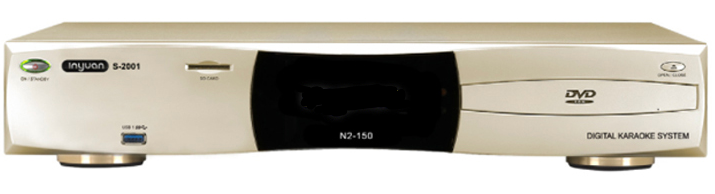 inyuan S-2001
ON / STANDBY
SD CARD
USB
N2-150
OPEN / CLOSE
DVD
DIGITAL KARAOKE SYSTEM